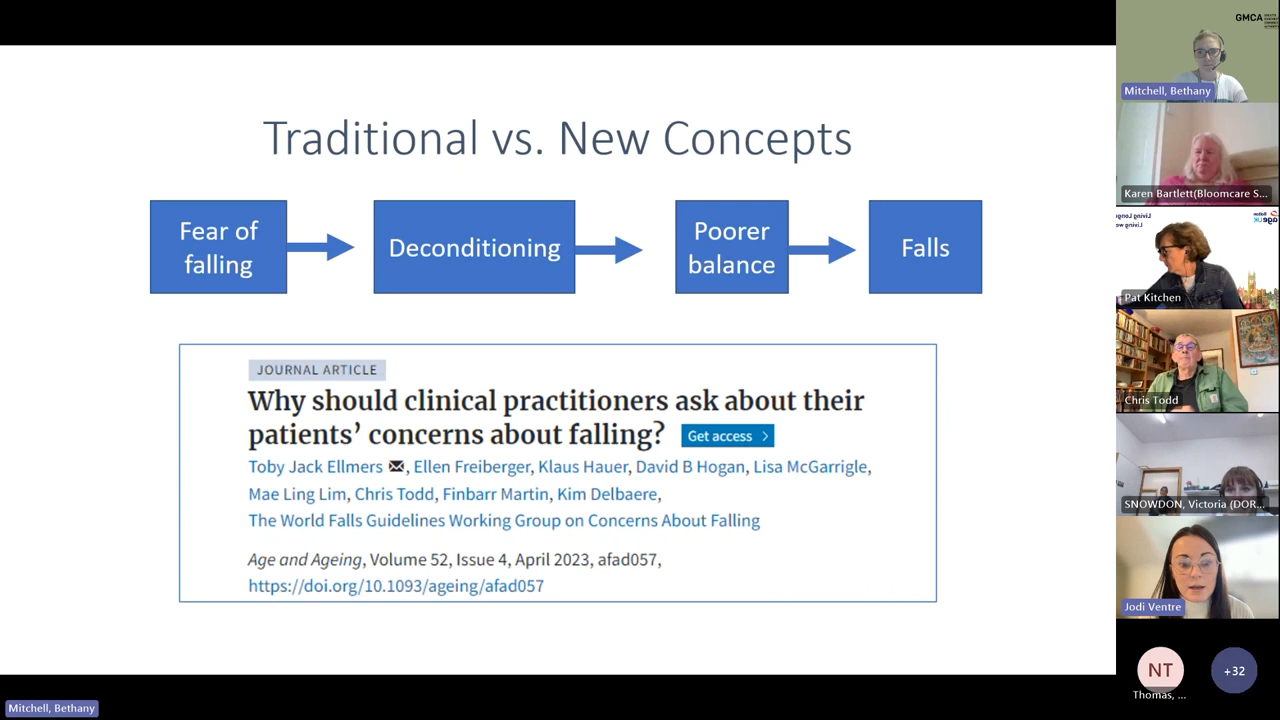 Traditional vs. New Concepts
Fear of
falling
Deconditioning
Poorer
balance
Falls
JOURNAL ARTICLE
Why should clinical practitioners ask about their
patients’ concerns about falling? Get access >
Toby Jack Ellmers, Ellen Freiberger, Klaus Hauer, David B Hogan, Lisa McGarrigle,
Mae Ling Lim, Chris Todd, Finbarr Martin, Kim Delbaere,
The World Falls Guidelines Working Group on Concerns About Falling
Age and Ageing, Volume 52, Issue 4, April 2023, afad057,
https://doi.org/10.1093/ageing/afad057
Mitchell, Bethany
GMCA
Mitchell, Bethany
Karen Bartlett(Bloomcare S...
age UK
Pat Kitchen
Chris Todd
SNOWDON, Victoria (DOR...
Jodi Ventre
NT
Thomas, ...
+32